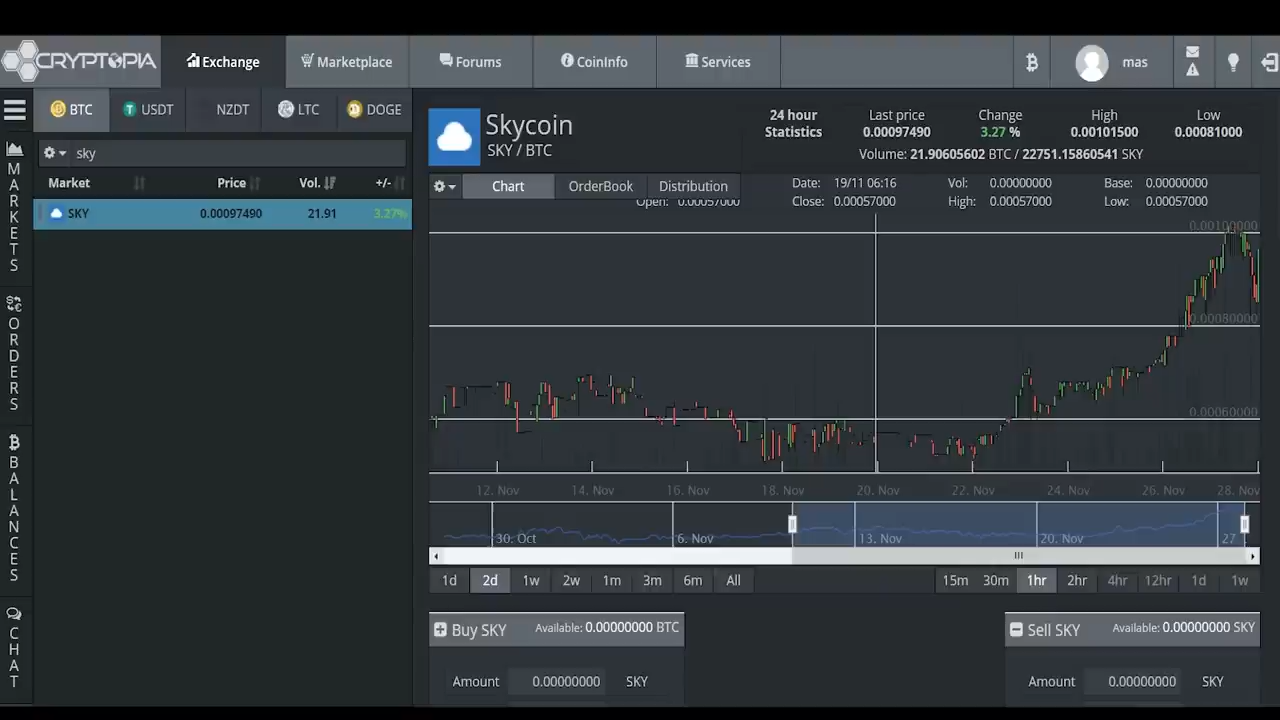 CRYPTOPIA
Exchange
Marketplace
Forums
CoinInfo
Services
mas
BTC
USDT
NZDT
LTC
DOGE
sky
Market Price Vol. +/-
SKY 0.00097490 21.91 3.27%
MARKETS
ORDERS
BALANCES
CHAT
Skycoin
SKY / BTC
24 hour Statistics
Last price
0.00097490
Change
3.27 %
High
0.00101500
Low
0.00081000
Volume: 21.90605602 BTC / 22751.15860541 SKY
Chart
OrderBook
Distribution
Date: 19/11 06:16 Vol: 0.00000000 Base: 0.00000000
Open: 0.00057000 Close: 0.00057000 High: 0.00057000 Low: 0.00057000
0.00100000
0.00080000
0.00060000
12. Nov 14. Nov 16. Nov 18. Nov 20. Nov 22. Nov 24. Nov 26. Nov 28. Nov
30. Oct 6. Nov 13. Nov 20. Nov 27
1d 2d 1w 2w 1m 3m 6m All
15m 30m 1hr 2hr 4hr 12hr 1d 1w
Buy SKY Available: 0.00000000 BTC
Amount 0.00000000 SKY
Sell SKY Available: 0.00000000 SKY
Amount 0.00000000 SKY